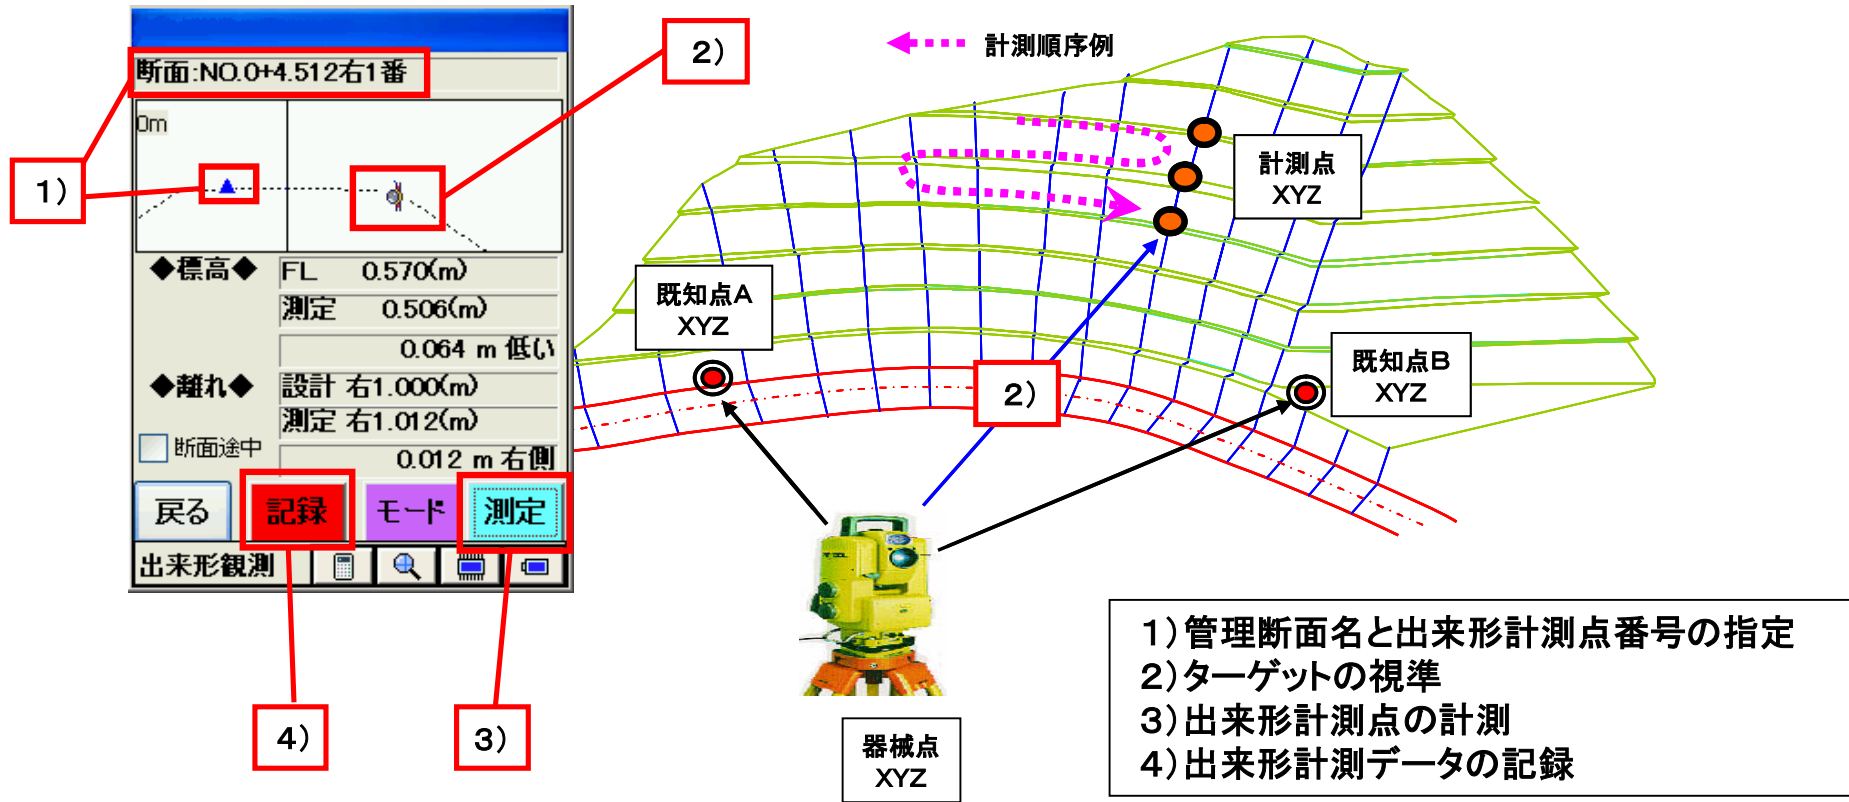 断面:NO.0+4.512右1番
0m
1)
2)
◆標高◆ FL 0.570(m)
測定 0.506(m)
0.064 m 低い
◆離れ◆ 設計 右1.000(m)
測定 右1.012(m)
断面途中
0.012 m 右側
戻る 記録 モード 測定
出来形観測
4)
3)
計測順序例
計測点
XYZ
既知点A
XYZ
既知点B
XYZ
2)
器械点
XYZ
1)管理断面名と出来形計測点番号の指定
2)ターゲットの視準
3)出来形計測点の計測
4)出来形計測データの記録